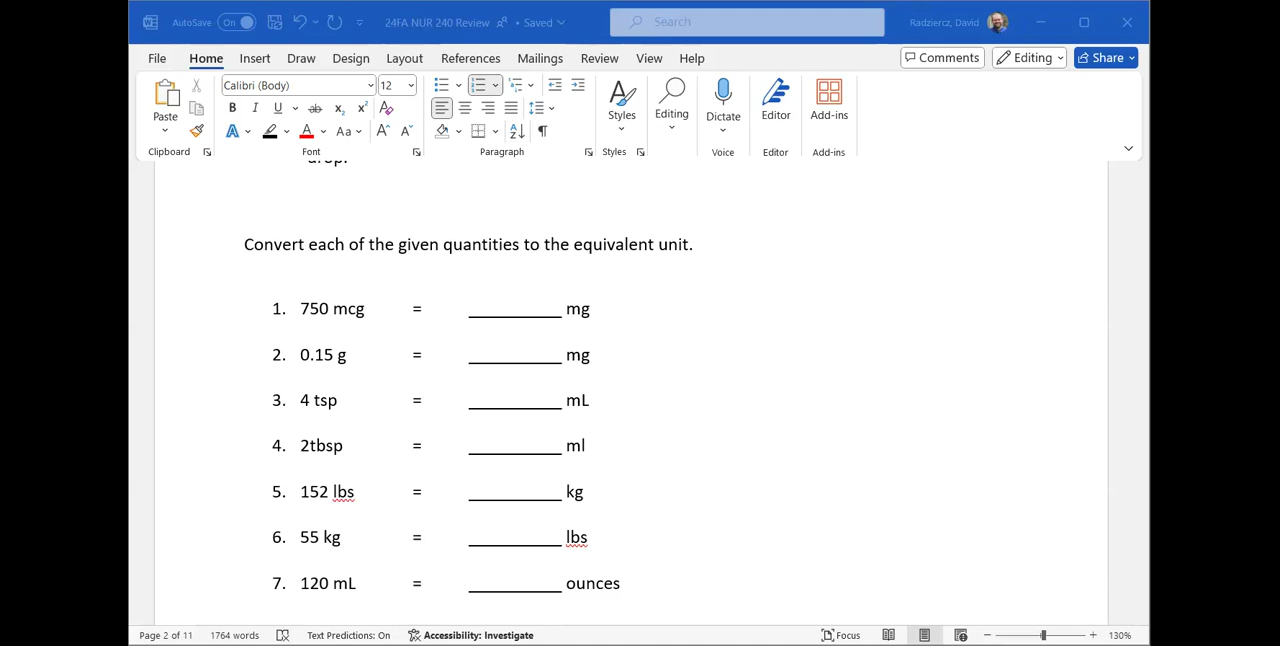 AutoSave On 24FA NUR 240 Review • Saved Search Radziercz, David
File Home Insert Draw Design Layout References Mailings Review View Help Comments Editing Share
Calibri (Body) 12
Paste B I U ab x₂ x² A A Aa A A Styles Editing Dictate Editor Add-ins
Clipboard Font Paragraph Styles Voice Editor Add-ins
drop.
Convert each of the given quantities to the equivalent unit.
1. 750 mcg = __________ mg
2. 0.15 g = __________ mg
3. 4 tsp = __________ mL
4. 2tbsp = __________ ml
5. 152 lbs = __________ kg
6. 55 kg = __________ lbs
7. 120 mL = __________ ounces
Page 2 of 11 1764 words Text Predictions: On Accessibility: Investigate Focus 130%